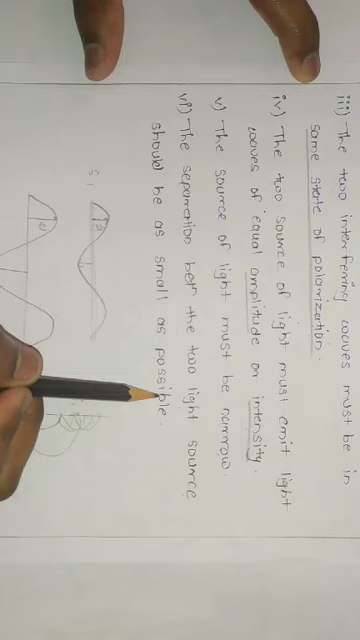 iii) The two interfering waves must be in
same state of polarization.
iv) The two source of light must emit light
waves of equal amplitude or intensity.
v) The source of light must be narrow.
vi) The separation betn the two light source
should be as small as possible.
S1
a
a